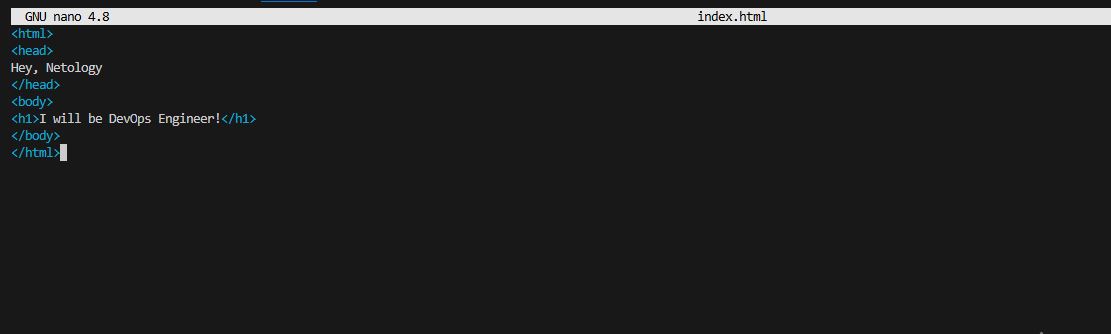 GNU nano 4.8 index.html
<html>
<head>
Hey, Netology
</head>
<body>
<h1>I will be DevOps Engineer!</h1>
</body>
</html>